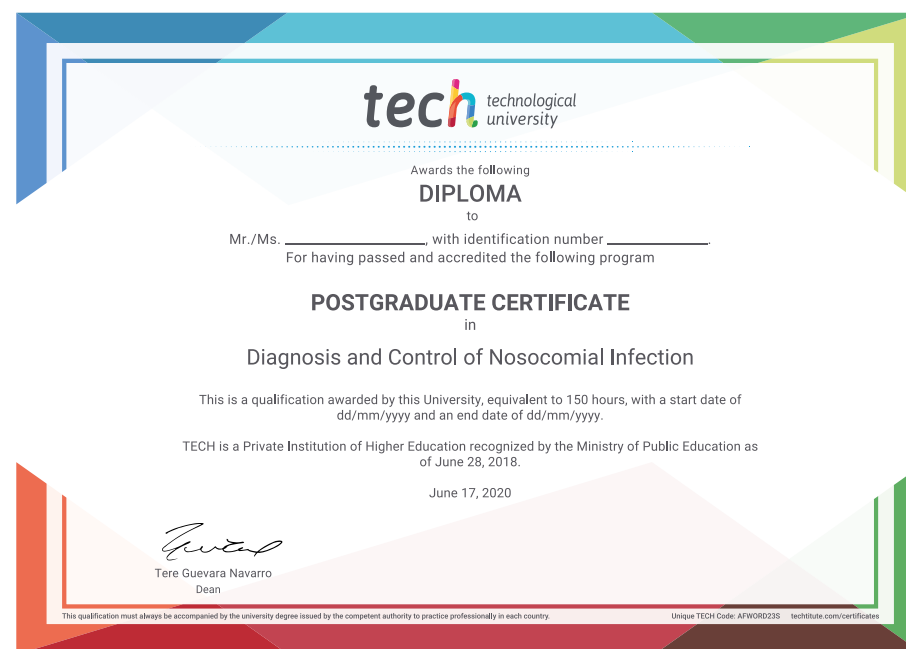 tech technological
university
Awards the following
DIPLOMA
to
Mr./Ms. ____________________, with identification number ______________.
For having passed and accredited the following program
POSTGRADUATE CERTIFICATE
in
Diagnosis and Control of Nosocomial Infection
This is a qualification awarded by this University, equivalent to 150 hours, with a start date of
dd/mm/yyyy and an end date of dd/mm/yyyy.
TECH is a Private Institution of Higher Education recognized by the Ministry of Public Education as
of June 28, 2018.
June 17, 2020
Tere Guevara Navarro
Dean
This qualification must always be accompanied by the university degree issued by the competent authority to practice professionally in each country.
Unique TECH Code: AFWORD23S techtitute.com/certificates